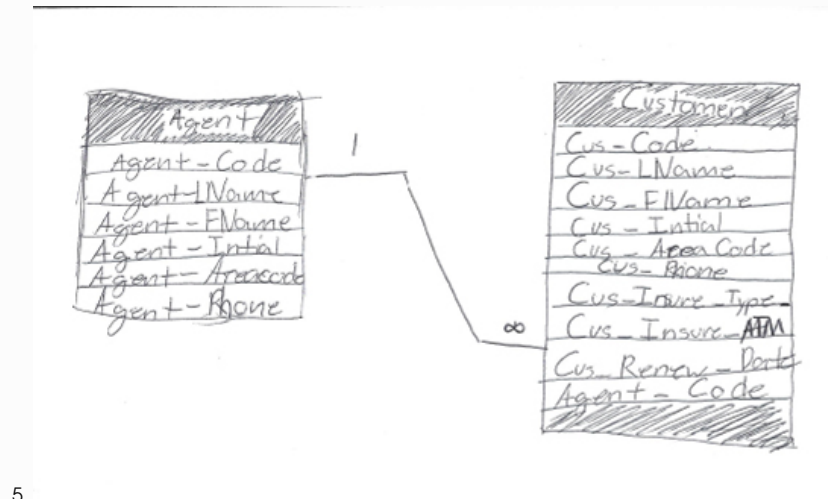 Agent
Agent-Code
Agent-LName
Agent-FName
Agent-Intial
Agent-Areacode
Agent-Phone
1
∞
Customer
Cus-Code
Cus-LName
Cus-FName
Cus-Intial
Cus-Area Code
Cus-Phone
Cus-Insure-Type
Cus-Insure-ATM
Cus-Renew-Date
Agent-Code
5